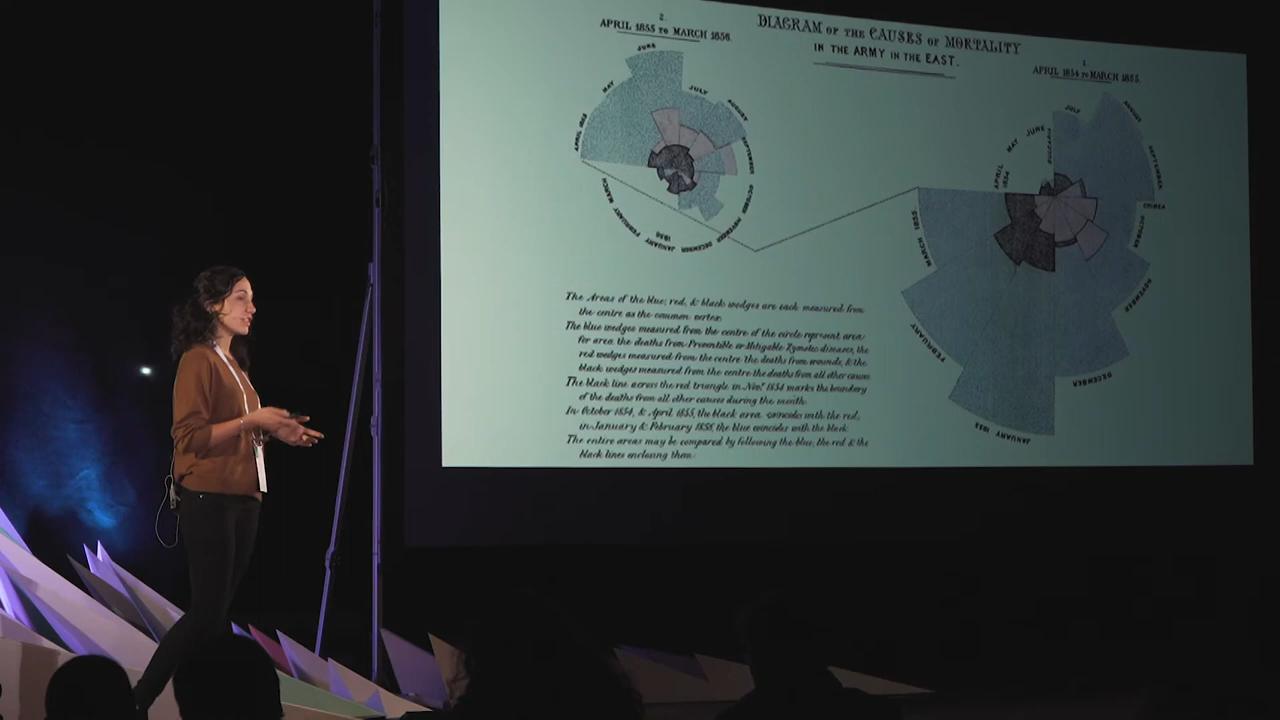 DIAGRAM OF THE CAUSES OF MORTALITY
IN THE ARMY IN THE EAST.
2.
APRIL 1855 TO MARCH 1856.
JUNE
JULY
AUGUST
SEPTEMBER
OCTOBER
NOVEMBER
DECEMBER
JANUARY
1856
FEBRUARY
MARCH
APRIL 1855
MAY
1.
APRIL 1854 TO MARCH 1855.
APRIL
1854
MAY
JUNE
BULGARIA
JULY
AUGUST
SEPTEMBER
CRIMEA
OCTOBER
NOVEMBER
DECEMBER
JANUARY 1855
FEBRUARY
MARCH 1855
The Areas of the blue, red, & black wedges are each measured from
the centre as the common vertex.
The blue wedges measured from the centre of the circle represent area
for area the deaths from Preventible or Mitigable Zymotic diseases, the
red wedges measured from the centre the deaths from wounds, & the
black wedges measured from the centre the deaths from all other causes
The black line across the red triangle in Nov.r 1854 marks the boundary
of the deaths from all other causes during the month.
In October 1854, & April 1855, the black area coincides with the red,
in January & February 1856, the blue coincides with the black.
The entire areas may be compared by following the blue, the red & the
black lines enclosing them.